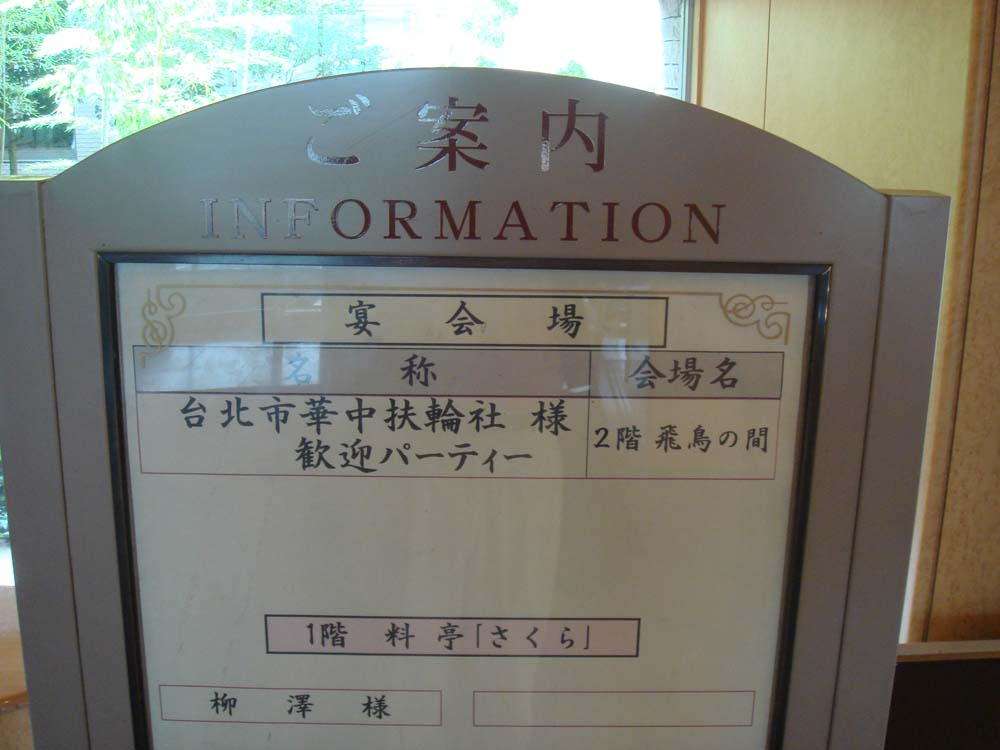 ご案内
INFORMATION
宴会場
名称 会場名
台北市華中扶輪社 様
歓迎パーティー
2階 飛鳥の間
1階 料亭「さくら」
柳澤様